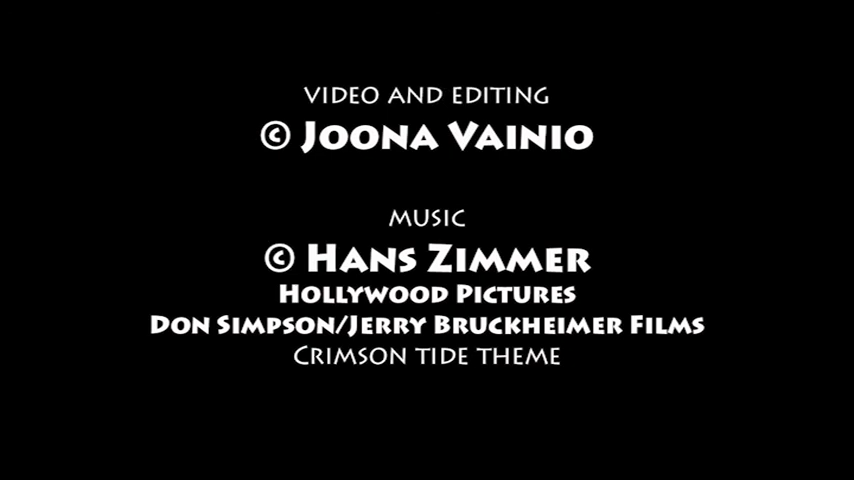 VIDEO AND EDITING
© JOONA VAINIO
MUSIC
© HANS ZIMMER
HOLLYWOOD PICTURES
DON SIMPSON/JERRY BRUCKHEIMER FILMS
CRIMSON TIDE THEME